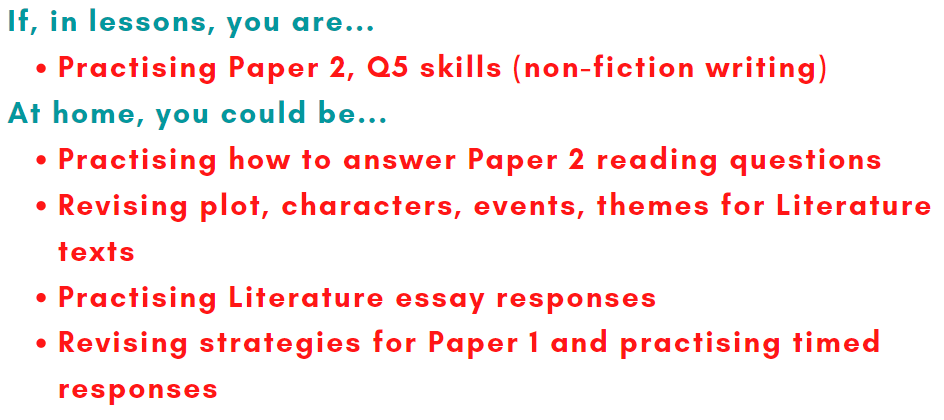 If, in lessons, you are...
• Practising Paper 2, Q5 skills (non-fiction writing)
At home, you could be...
• Practising how to answer Paper 2 reading questions
• Revising plot, characters, events, themes for Literature
texts
• Practising Literature essay responses
• Revising strategies for Paper 1 and practising timed
responses